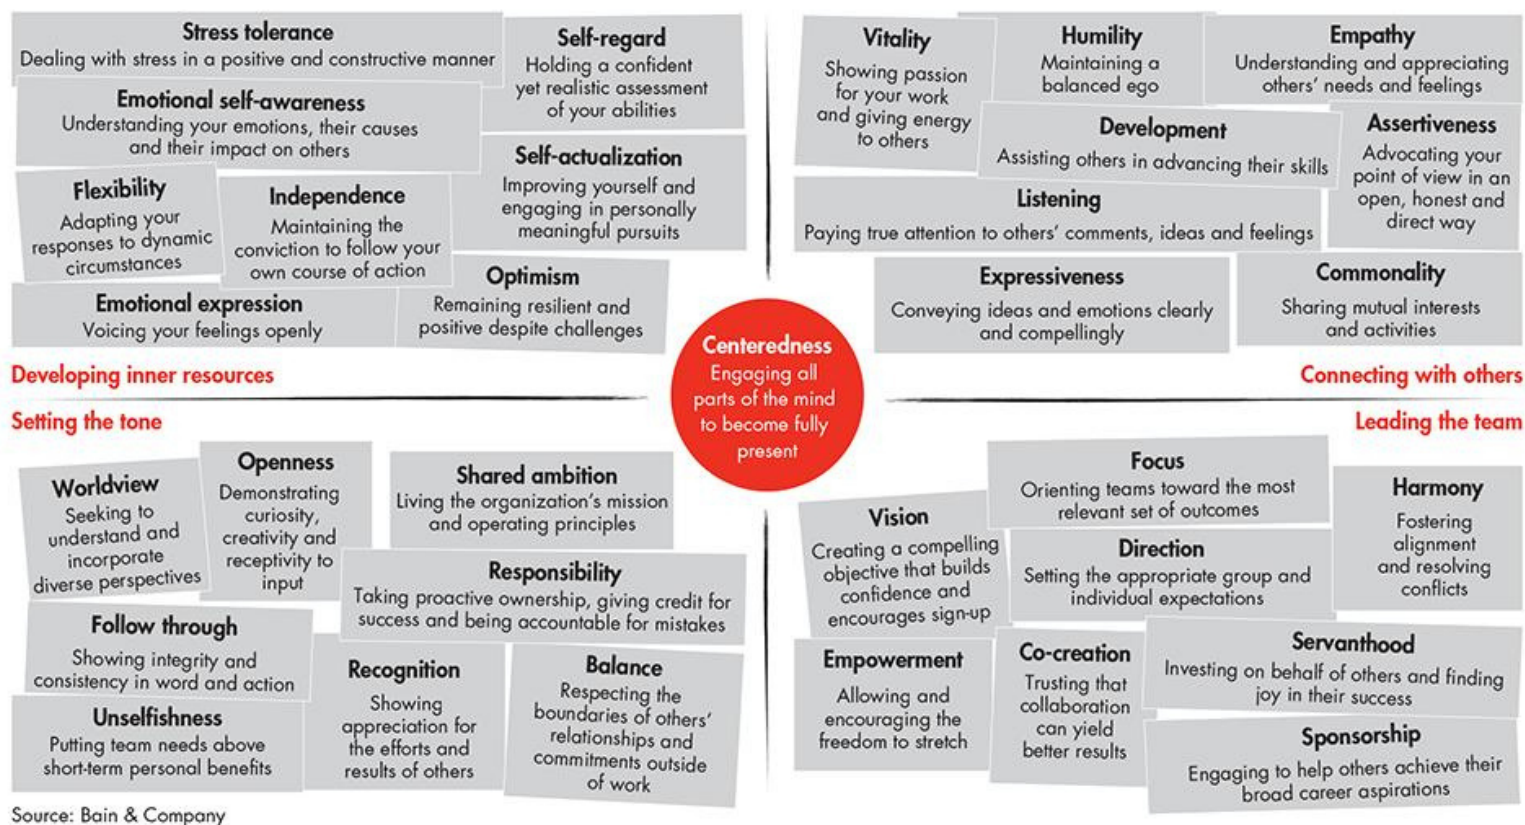 Stress tolerance
Dealing with stress in a positive and constructive manner
Self-regard
Holding a confident
yet realistic assessment
of your abilities
Emotional self-awareness
Understanding your emotions, their causes
and their impact on others
Self-actualization
Improving yourself and
engaging in personally
meaningful pursuits
Flexibility
Adapting your
responses to dynamic
circumstances
Independence
Maintaining the
conviction to follow your
own course of action
Emotional expression
Voicing your feelings openly
Optimism
Remaining resilient and
positive despite challenges
Developing inner resources
Vitality
Showing passion
for your work
and giving energy
to others
Humility
Maintaining a
balanced ego
Empathy
Understanding and appreciating
others’ needs and feelings
Development
Assisting others in advancing their skills
Assertiveness
Advocating your
point of view in an
open, honest and
direct way
Listening
Paying true attention to others’ comments, ideas and feelings
Expressiveness
Conveying ideas and emotions clearly
and compellingly
Commonality
Sharing mutual interests
and activities
Connecting with others
Centeredness
Engaging all
parts of the mind
to become fully
present
Setting the tone
Worldview
Seeking to
understand and
incorporate
diverse perspectives
Openness
Demonstrating
curiosity,
creativity and
receptivity to
input
Shared ambition
Living the organization’s mission
and operating principles
Responsibility
Taking proactive ownership, giving credit for
success and being accountable for mistakes
Follow through
Showing integrity and
consistency in word and action
Recognition
Showing
appreciation for
the efforts and
results of others
Balance
Respecting the
boundaries of others’
relationships and
commitments outside
of work
Unselfishness
Putting team needs above
short-term personal benefits
Leading the team
Focus
Orienting teams toward the most
relevant set of outcomes
Harmony
Fostering
alignment
and resolving
conflicts
Vision
Creating a compelling
objective that builds
confidence and
encourages sign-up
Direction
Setting the appropriate group and
individual expectations
Empowerment
Allowing and
encouraging the
freedom to stretch
Co-creation
Trusting that
collaboration
can yield
better results
Servanthood
Investing on behalf of others and finding
joy in their success
Sponsorship
Engaging to help others achieve their
broad career aspirations
Source: Bain & Company